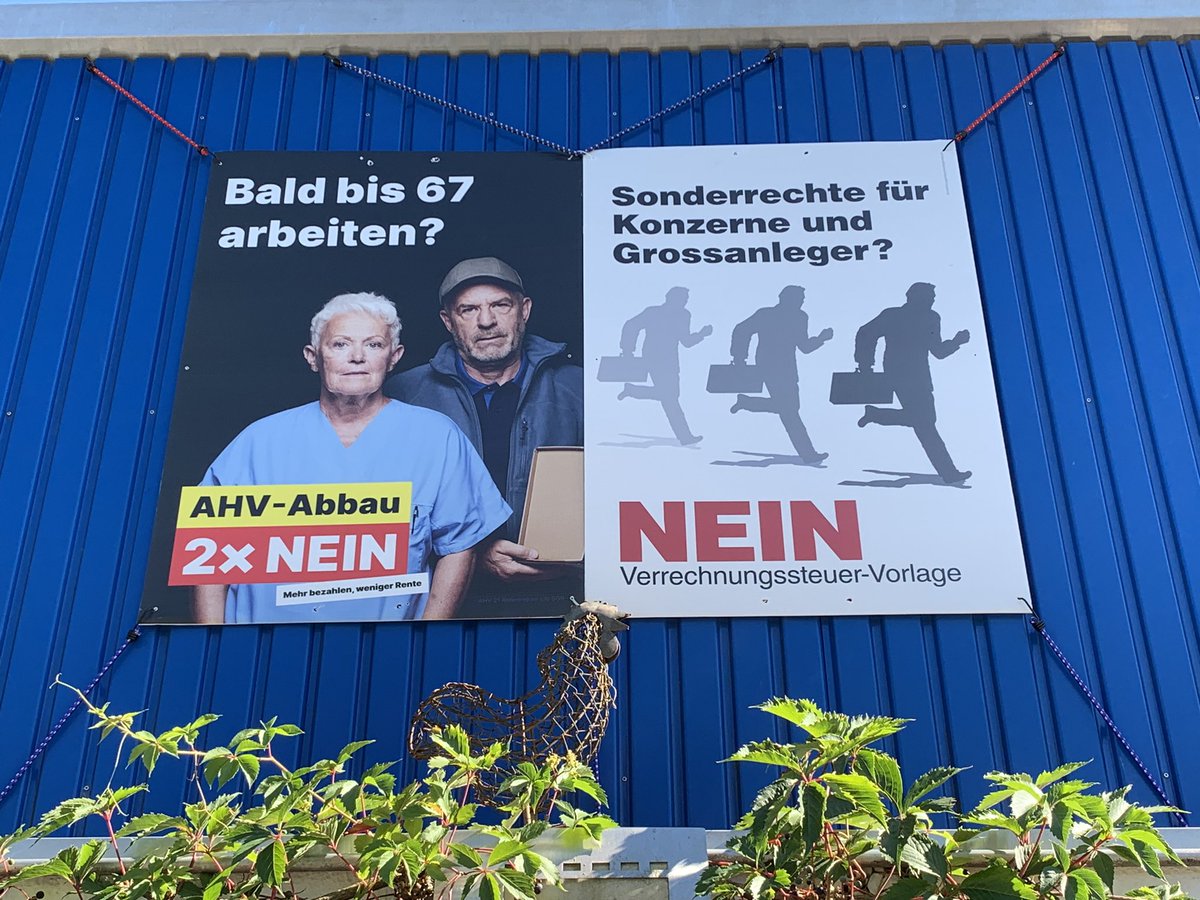 Bald bis 67
arbeiten?
AHV-Abbau
2x NEIN
Mehr bezahlen, weniger Rente
Sonderrechte für
Konzerne und
Grossanleger?
NEIN
Verrechnungssteuer-Vorlage